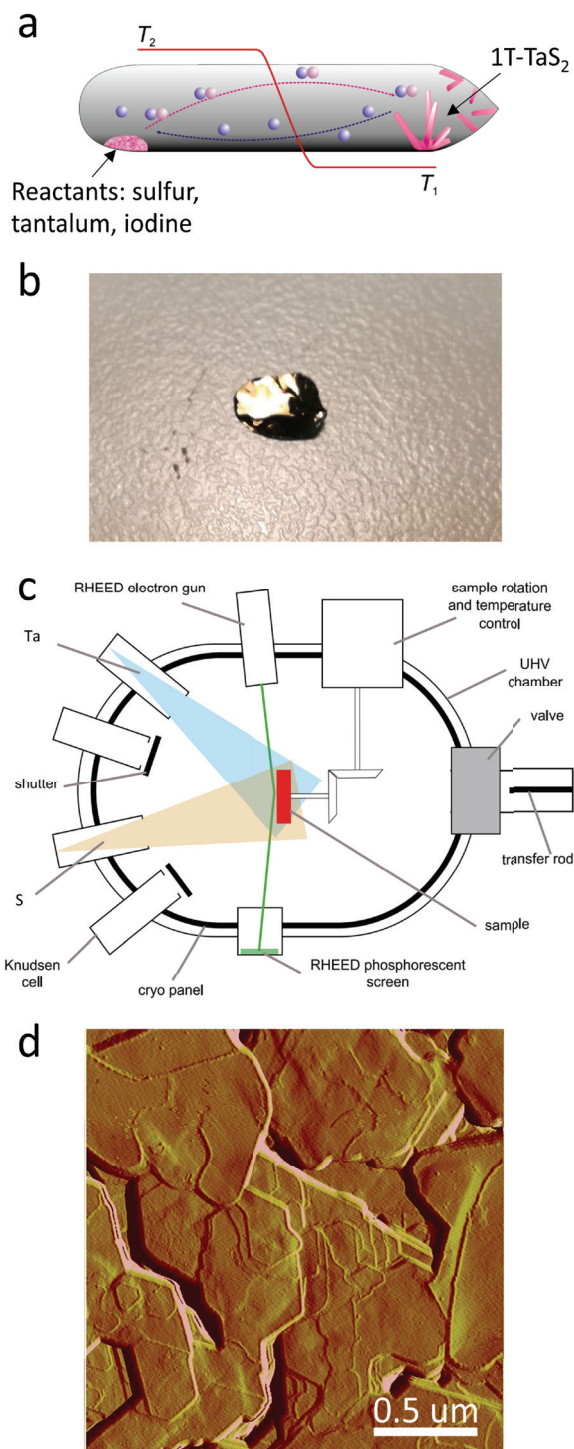 a
T2
1T-TaS2
Reactants: sulfur,
tantalum, iodine
T1
b
c
RHEED electron gun
sample rotation
and temperature
control
Ta
UHV
chamber
valve
shutter
transfer rod
S
sample
Knudsen
cell
cryo panel
RHEED phosphorescent
screen
d
0.5 um